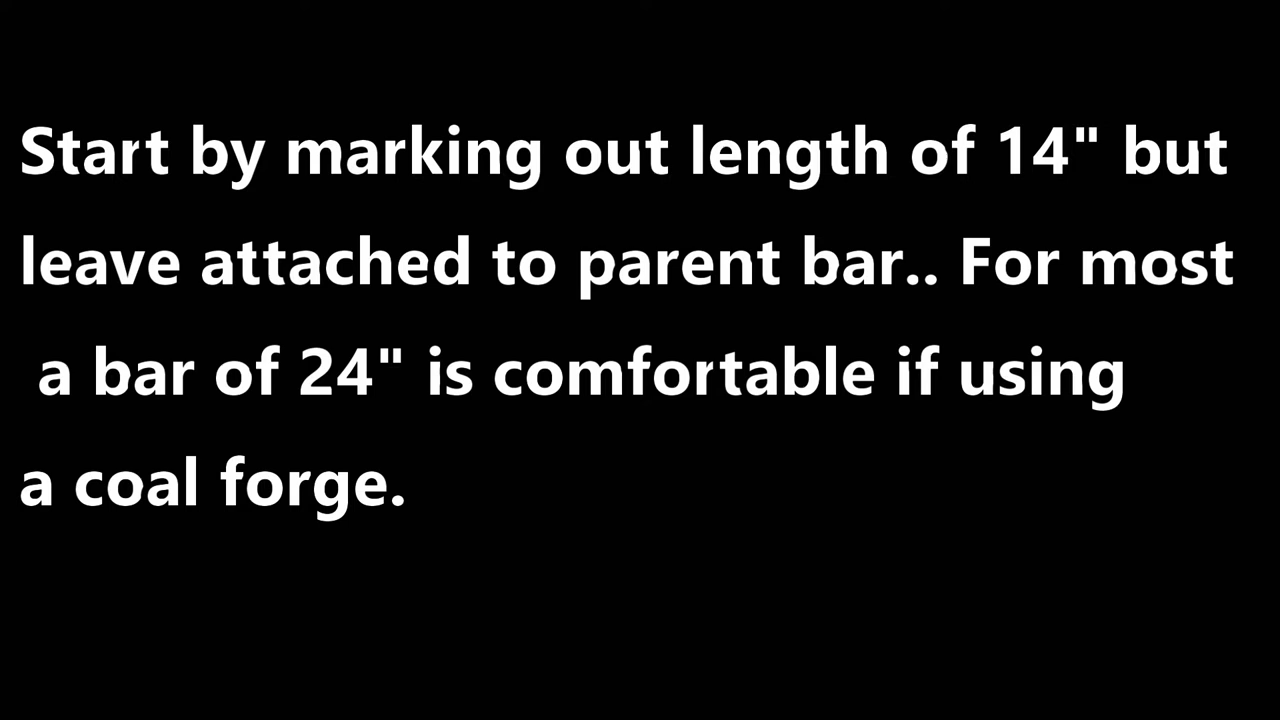 Start by marking out length of 14" but
leave attached to parent bar.. For most
a bar of 24" is comfortable if using
a coal forge.